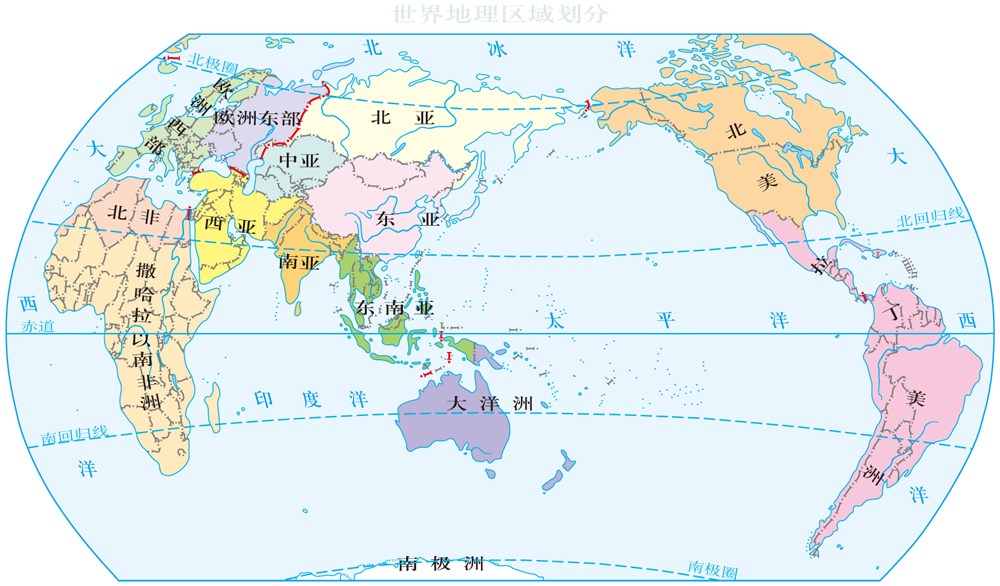 世界地理区域划分
北冰洋
北极圈
欧洲西部
欧洲东部
北亚
北美
大
大
中亚
东亚
北非
西亚
北回归线
南亚
拉丁美洲
撒哈拉以南非洲
东南亚
西
西
赤道
太平洋
印度洋
大洋洲
南回归线
洋
洋
南极洲
南极圈